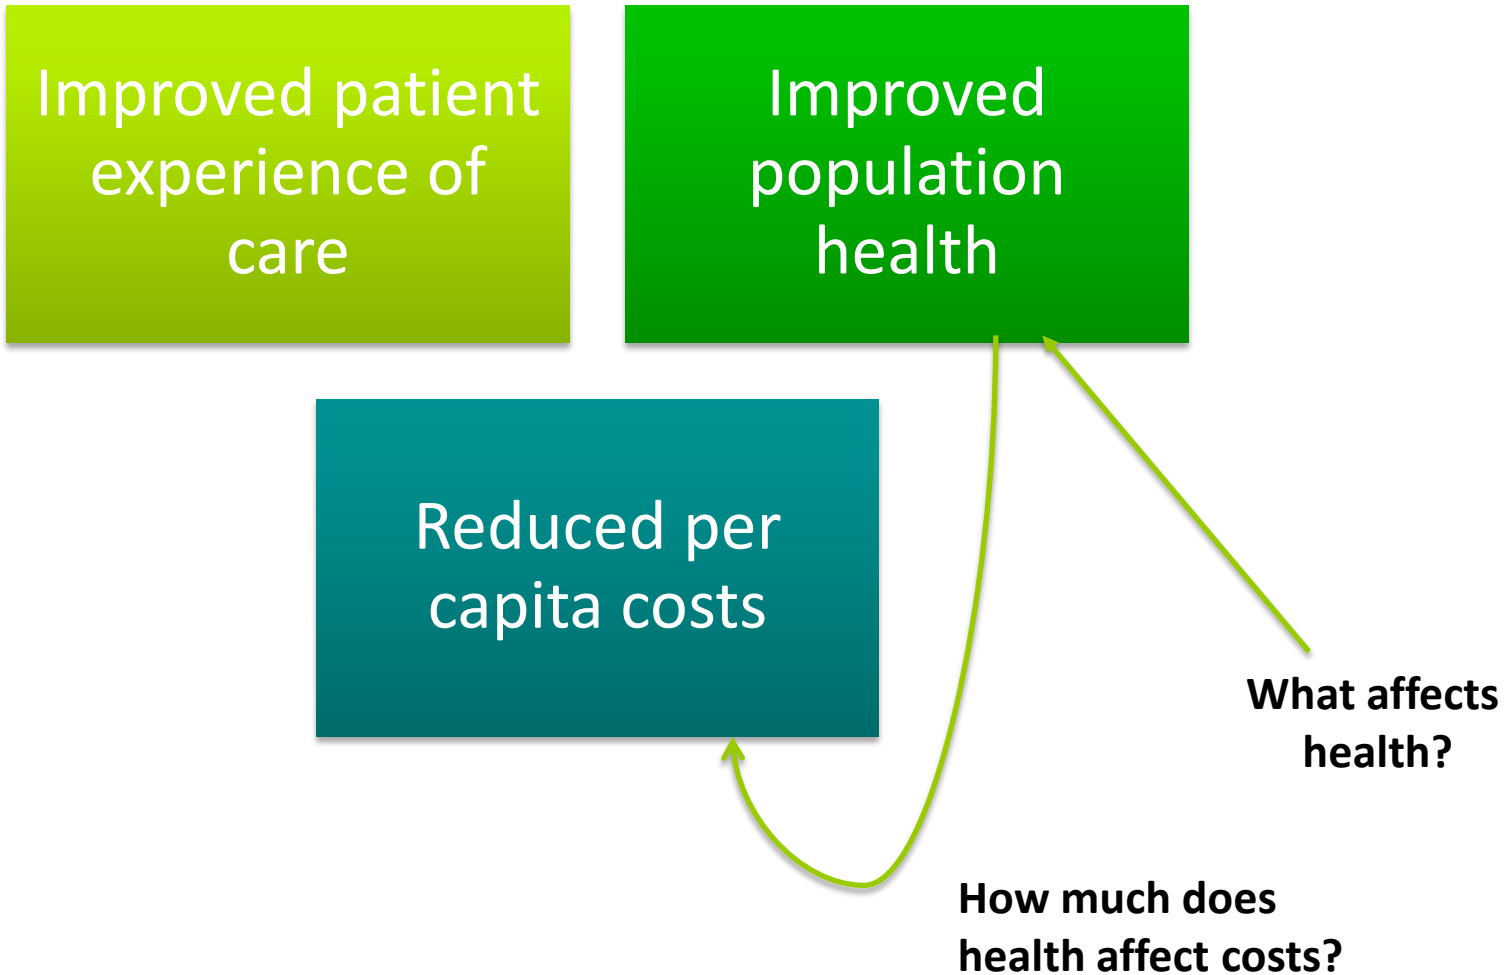 Improved patient
experience of
care
Improved
population
health
Reduced per
capita costs
What affects
health?
How much does
health affect costs?